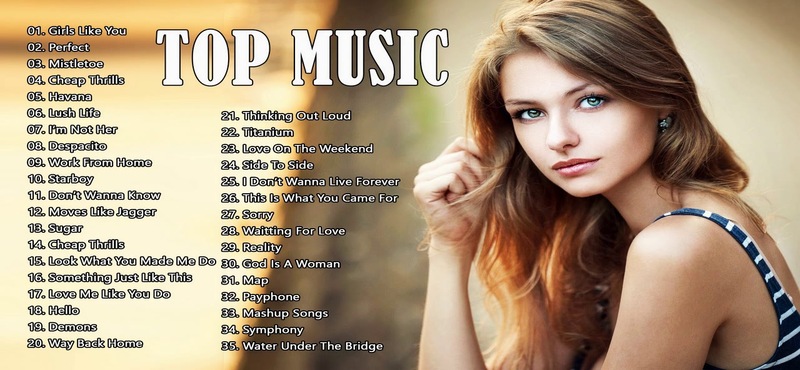 TOP MUSIC
01. Girls Like You
02. Perfect
03. Mistletoe
04. Cheap Thrills
05. Havana
06. Lush Life
07. I'm Not Her
08. Despacito
09. Work From Home
10. Starboy
11. Don't Wanna Know
12. Moves Like Jagger
13. Sugar
14. Cheap Thrills
15. Look What You Made Me Do
16. Something Just Like This
17. Love Me Like You Do
18. Hello
19. Demons
20. Way Back Home
21. Thinking Out Loud
22. Titanium
23. Love On The Weekend
24. Side To Side
25. I Don't Wanna Live Forever
26. This Is What You Came For
27. Sorry
28. Waitting For Love
29. Reality
30. God Is A Woman
31. Map
32. Payphone
33. Mashup Songs
34. Symphony
35. Water Under The Bridge